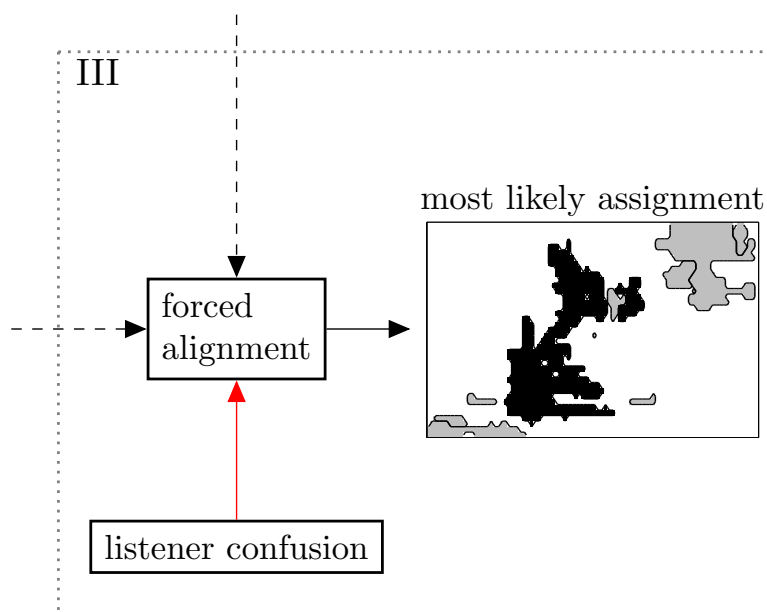 III
most likely assignment
forced
alignment
listener confusion